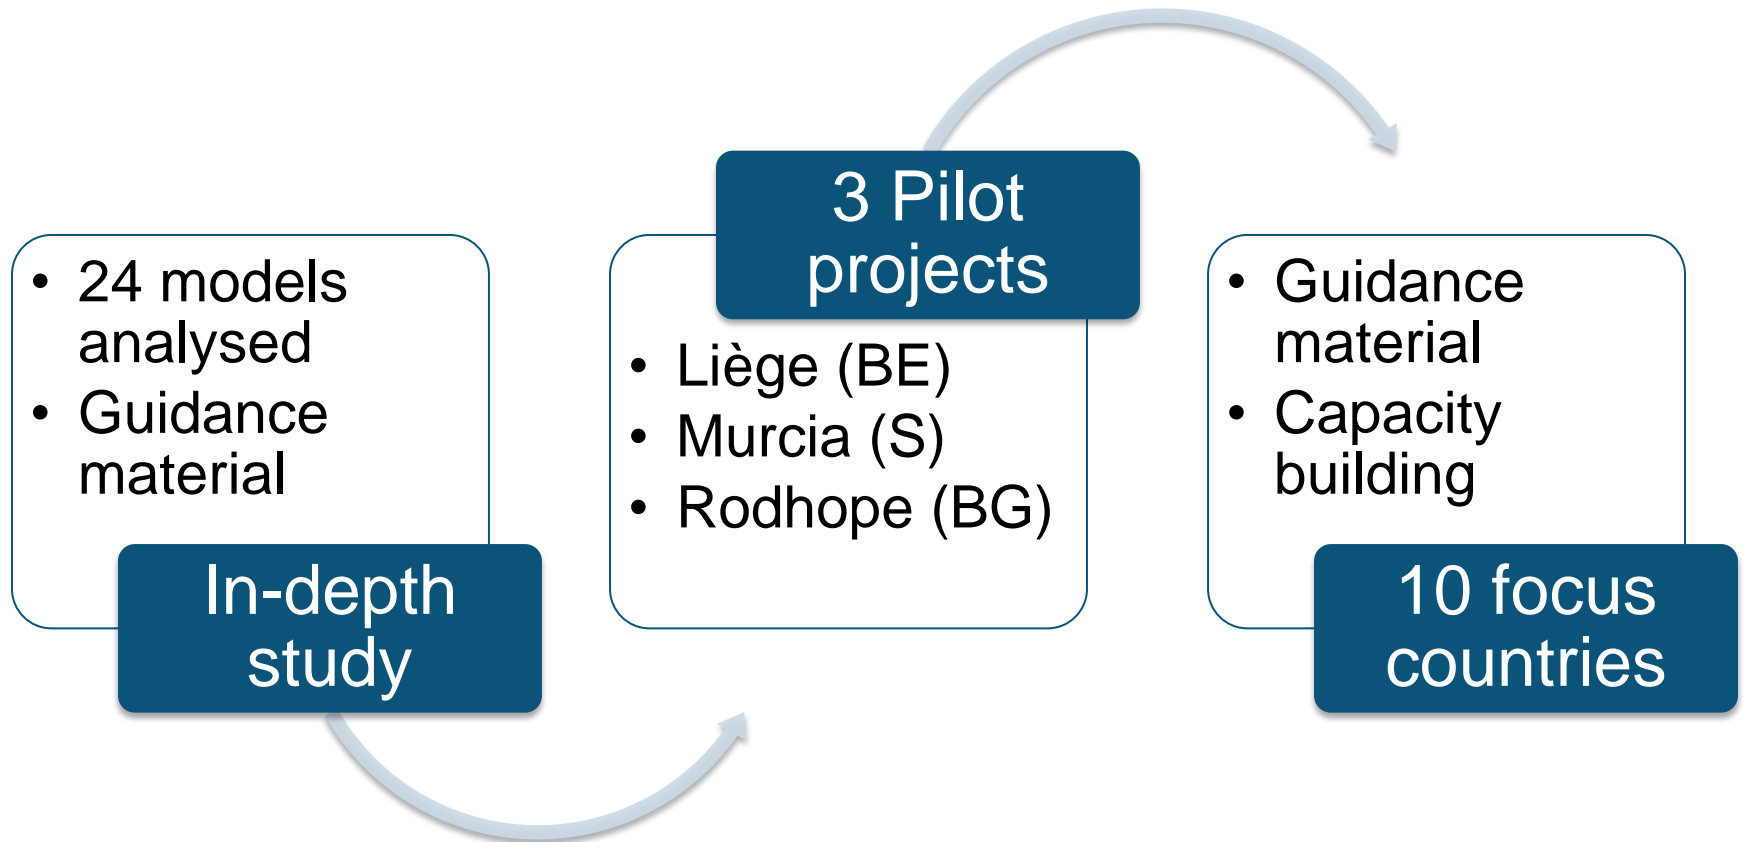 • 24 models
analysed
• Guidance
material
In-depth
study
3 Pilot
projects
• Liège (BE)
• Murcia (S)
• Rodhope (BG)
• Guidance
material
• Capacity
building
10 focus
countries